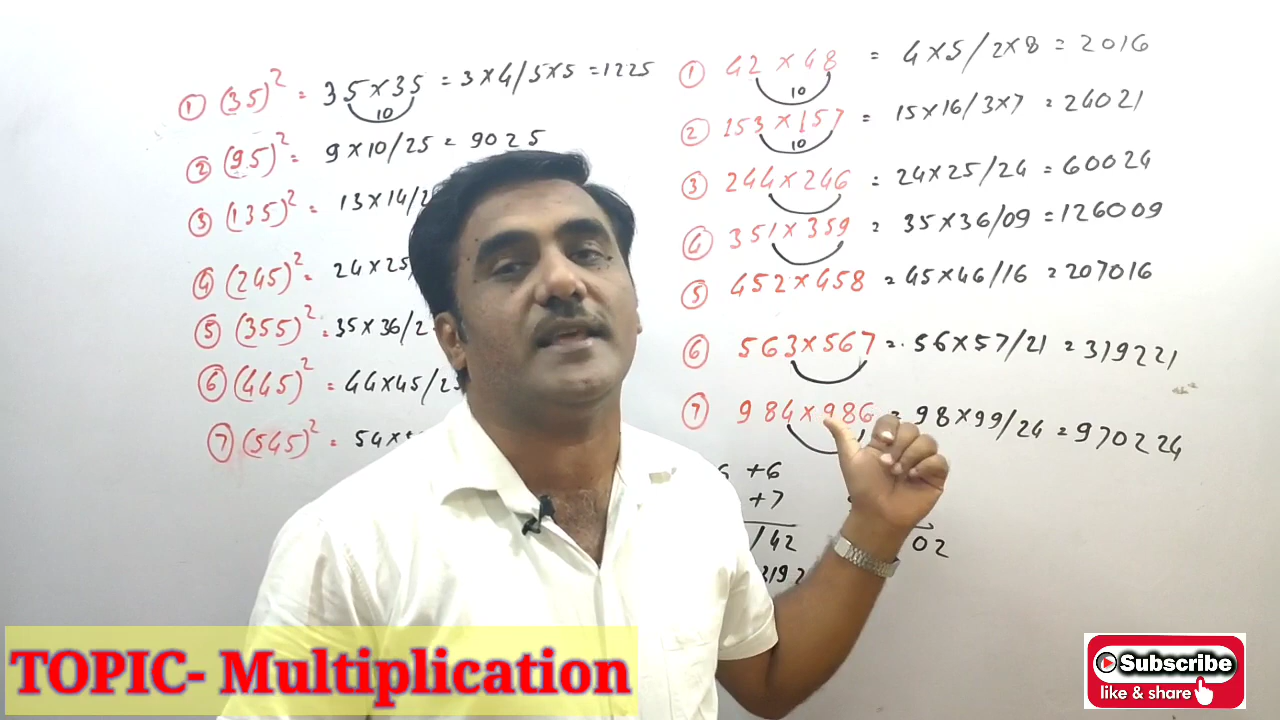 ① (35)² = 35 × 35 = 3×4/5×5 = 1225
10
② (95)² = 9×10/25 = 9025
③ (135)² = 13×14/2
④ (245)² = 24×25/
⑤ (355)² = 35×36/2
⑥ (445)² = 44×45/25
⑦ (545)² = 54×
① 42 × 48 = 4×5/2×8 = 2016
10
② 153 × 157 = 15×16/3×7 = 24021
10
③ 244 × 246 = 24×25/24 = 60024
④ 351 × 359 = 35×36/09 = 126009
⑤ 452 × 458 = 45×46/16 = 207016
⑥ 563 × 567 = 56×57/21 = 319221
⑦ 984 × 986 = 98×99/24 = 970224
6 +6
+7
/42
02
3192
TOPIC- Multiplication
Subscribe
like & share